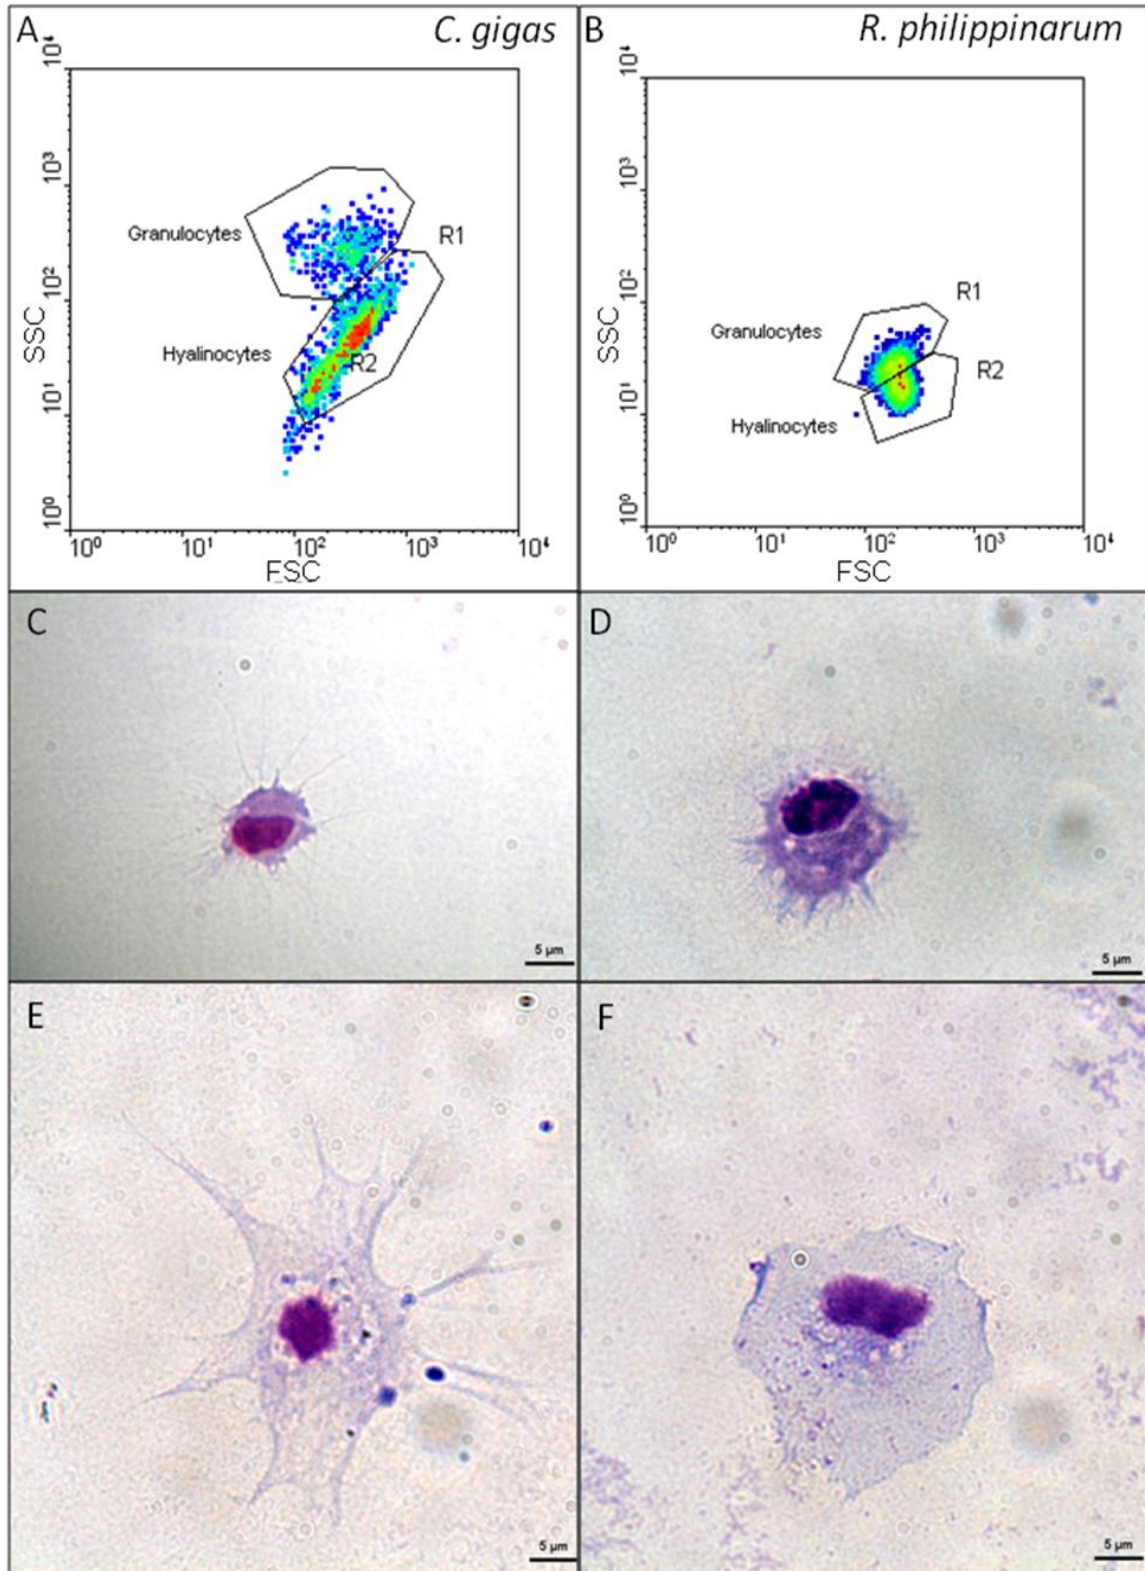 A
C. gigas
10⁴
10³
10²
10¹
10⁰
SSC
Granulocytes
R1
Hyalinocytes
R2
10⁰ 10¹ 10² 10³ 10⁴
FSC
B
R. philippinarum
10⁴
10³
10²
10¹
10⁰
SSC
R1
Granulocytes
R2
Hyalinocytes
10⁰ 10¹ 10² 10³ 10⁴
FSC
C
5 µm
D
5 µm
E
5 µm
F
5 µm